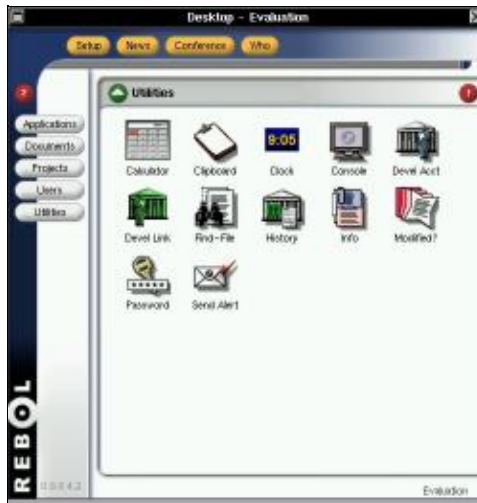 Desktop - Evaluation
Setup News Conference Who
?
Utilities
!
Applications
Documents
Projects
Users
Utilities
Calculator Clipboard 9:05 Clock Console Devel Acct
Devel Link Find-File History Info Modified?
Password Send Alert
REBOL
Evaluation